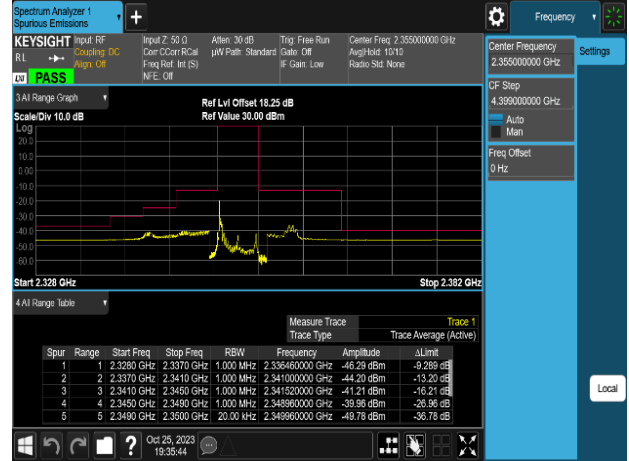 Spectrum Analyzer 1
Spurious Emissions
Frequency
KEYSIGHT Input: RF Input Z: 50 Ω Atten: 30 dB Trig: Free Run Center Freq: 2.355000000 GHz
RL Coupling: DC Corr CCorr RCal µW Path: Standard Gate: Off Avg|Hold: 10/10
Align: Off Freq Ref: Int (S) IF Gain: Low Radio Std: None
LXI PASS NFE: Off
Center Frequency
2.355000000 GHz
Settings
CF Step
4.399000000 GHz
Auto
Man
Freq Offset
0 Hz
3 All Range Graph
Ref Lvl Offset 18.25 dB
Scale/Div 10.0 dB Ref Value 30.00 dBm
Log
20.0
10.0
0.00
-10.0
-20.0
-30.0
-40.0
-50.0
-60.0
Start 2.328 GHz Stop 2.382 GHz
4 All Range Table
Measure Trace Trace 1
Trace Type Trace Average (Active)
Spur Range Start Freq Stop Freq RBW Frequency Amplitude ΔLimit
1 1 2.3280 GHz 2.3370 GHz 1.000 MHz 2.336460000 GHz -46.29 dBm -9.289 dB
2 2 2.3370 GHz 2.3410 GHz 1.000 MHz 2.341000000 GHz -44.20 dBm -13.20 dB
3 3 2.3410 GHz 2.3450 GHz 1.000 MHz 2.341520000 GHz -41.21 dBm -16.21 dB
4 4 2.3450 GHz 2.3490 GHz 1.000 MHz 2.348960000 GHz -39.96 dBm -26.96 dB
5 5 2.3490 GHz 2.3500 GHz 20.00 kHz 2.349960000 GHz -49.78 dBm -36.78 dB
Local
Oct 25, 2023
19:35:44